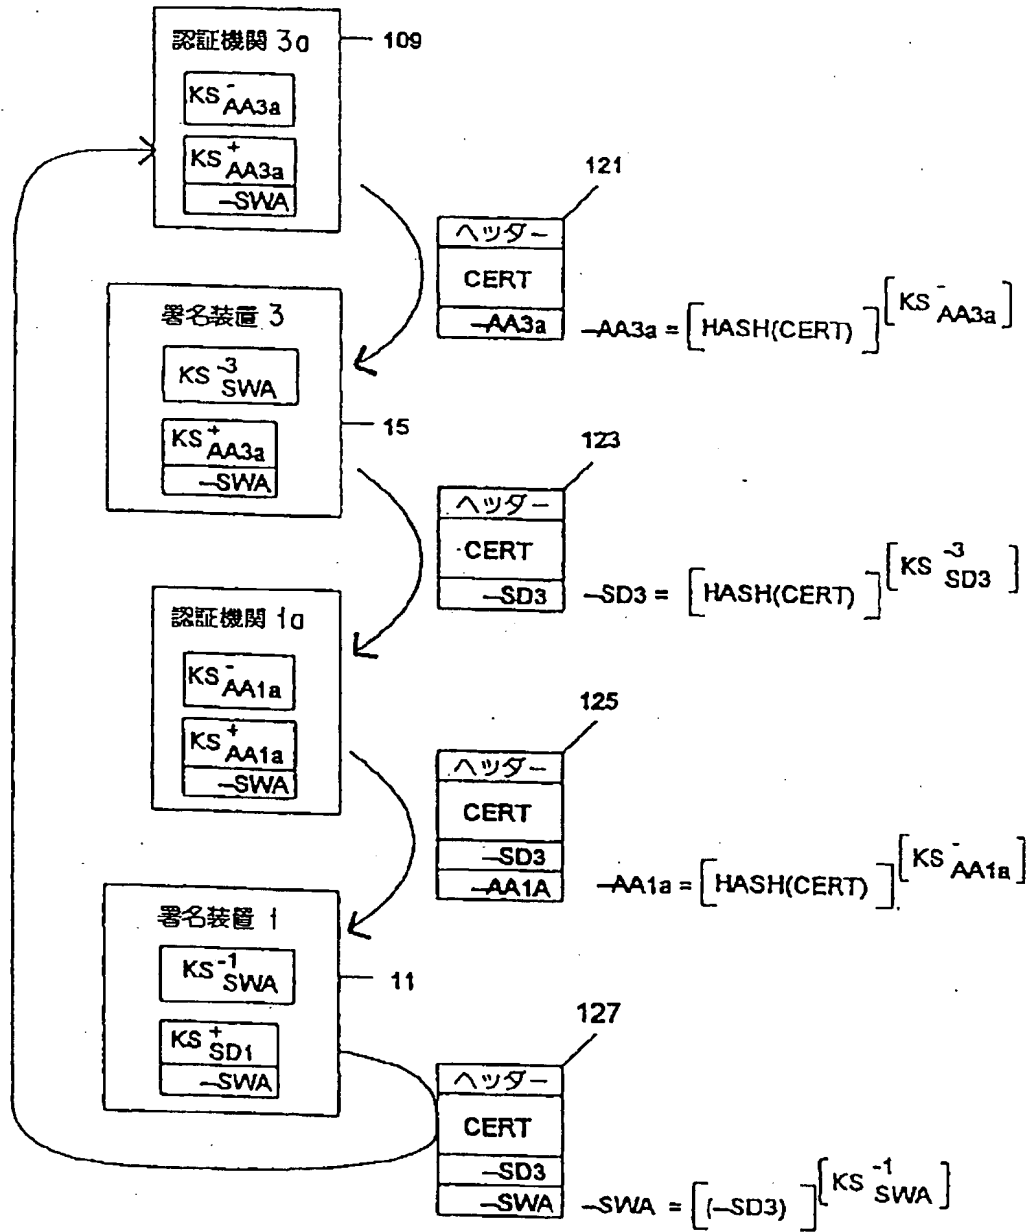 認証機関 3a
109
KS⁻AA3a
KS⁺AA3a
–SWA
121
ヘッダー
CERT
–AA3a
–AA3a = [HASH(CERT)] [KS⁻AA3a]
署名装置 3
KS⁻³SWA
KS⁺AA3a
–SWA
15
123
ヘッダー
CERT
–SD3
–SD3 = [HASH(CERT)] [KS⁻³SD3]
認証機関 1a
KS⁻AA1a
KS⁺AA1a
–SWA
125
ヘッダー
CERT
–SD3
–AA1A
–AA1a = [HASH(CERT)] [KS⁻AA1a]
署名装置 1
KS⁻¹SWA
KS⁺SD1
–SWA
11
127
ヘッダー
CERT
–SD3
–SWA
–SWA = [(–SD3)] [KS⁻¹SWA]